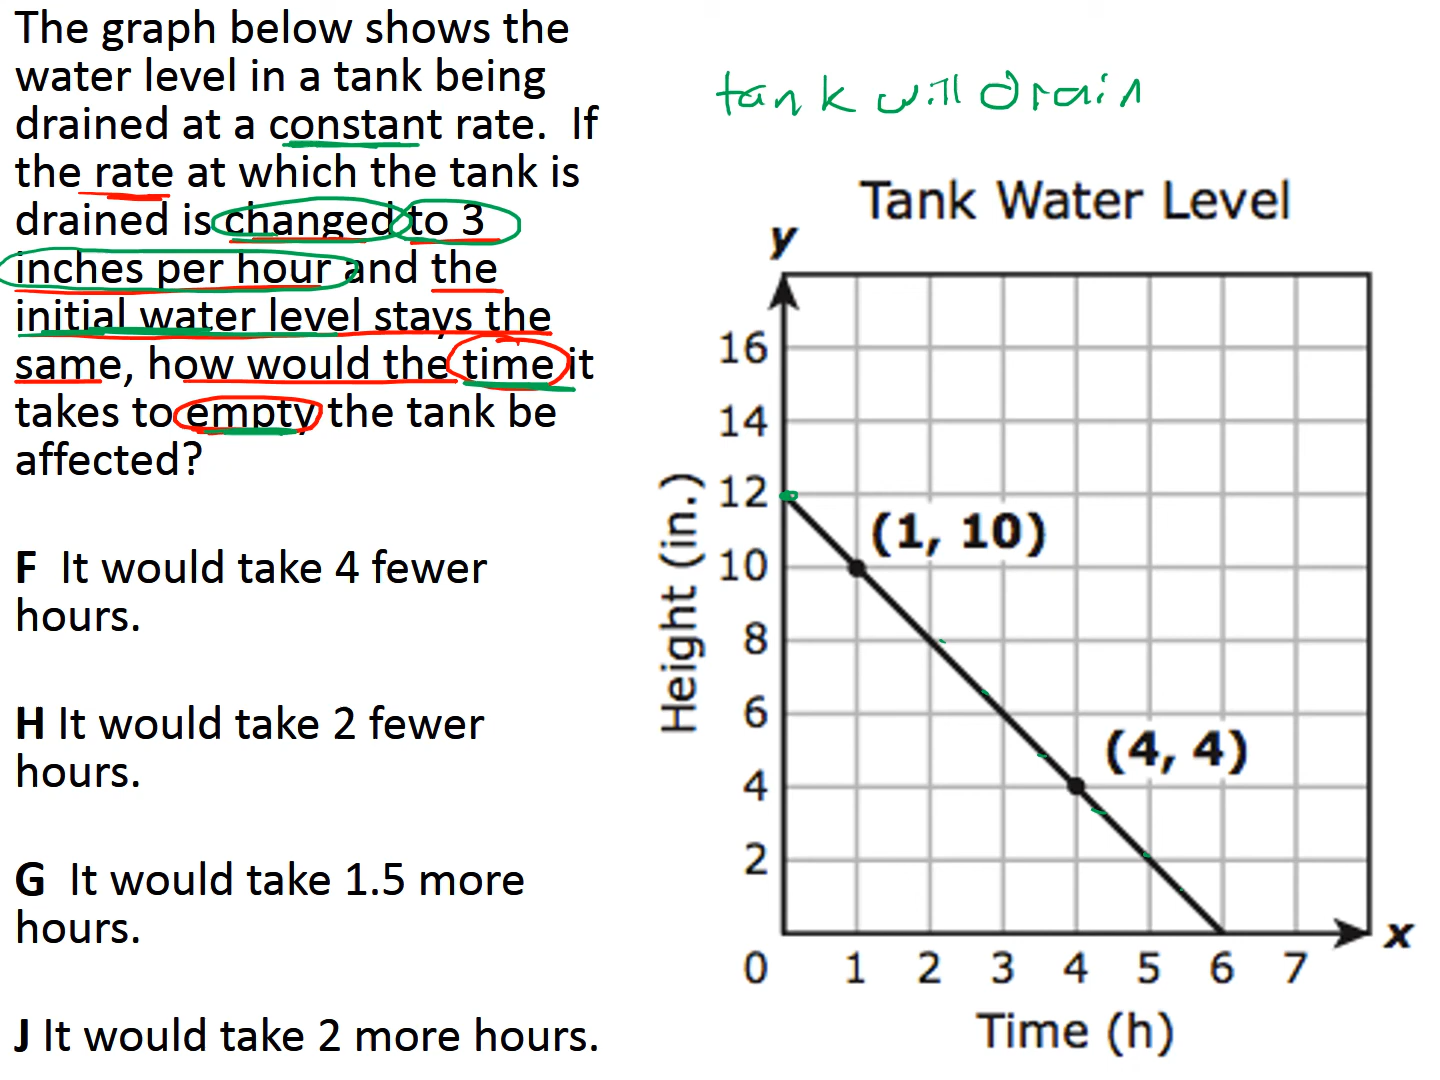 The graph below shows the
water level in a tank being
drained at a constant rate.  If
the rate at which the tank is
drained is changed to 3
inches per hour and the
initial water level stays the
same, how would the time it
takes to empty the tank be
affected?
F  It would take 4 fewer
hours.
H It would take 2 fewer
hours.
G  It would take 1.5 more
hours.
J It would take 2 more hours.
tank will drain
Tank Water Level
y
16
14
12
10
8
6
4
2
Height (in.)
(1, 10)
(4, 4)
x
0 1 2 3 4 5 6 7
Time (h)